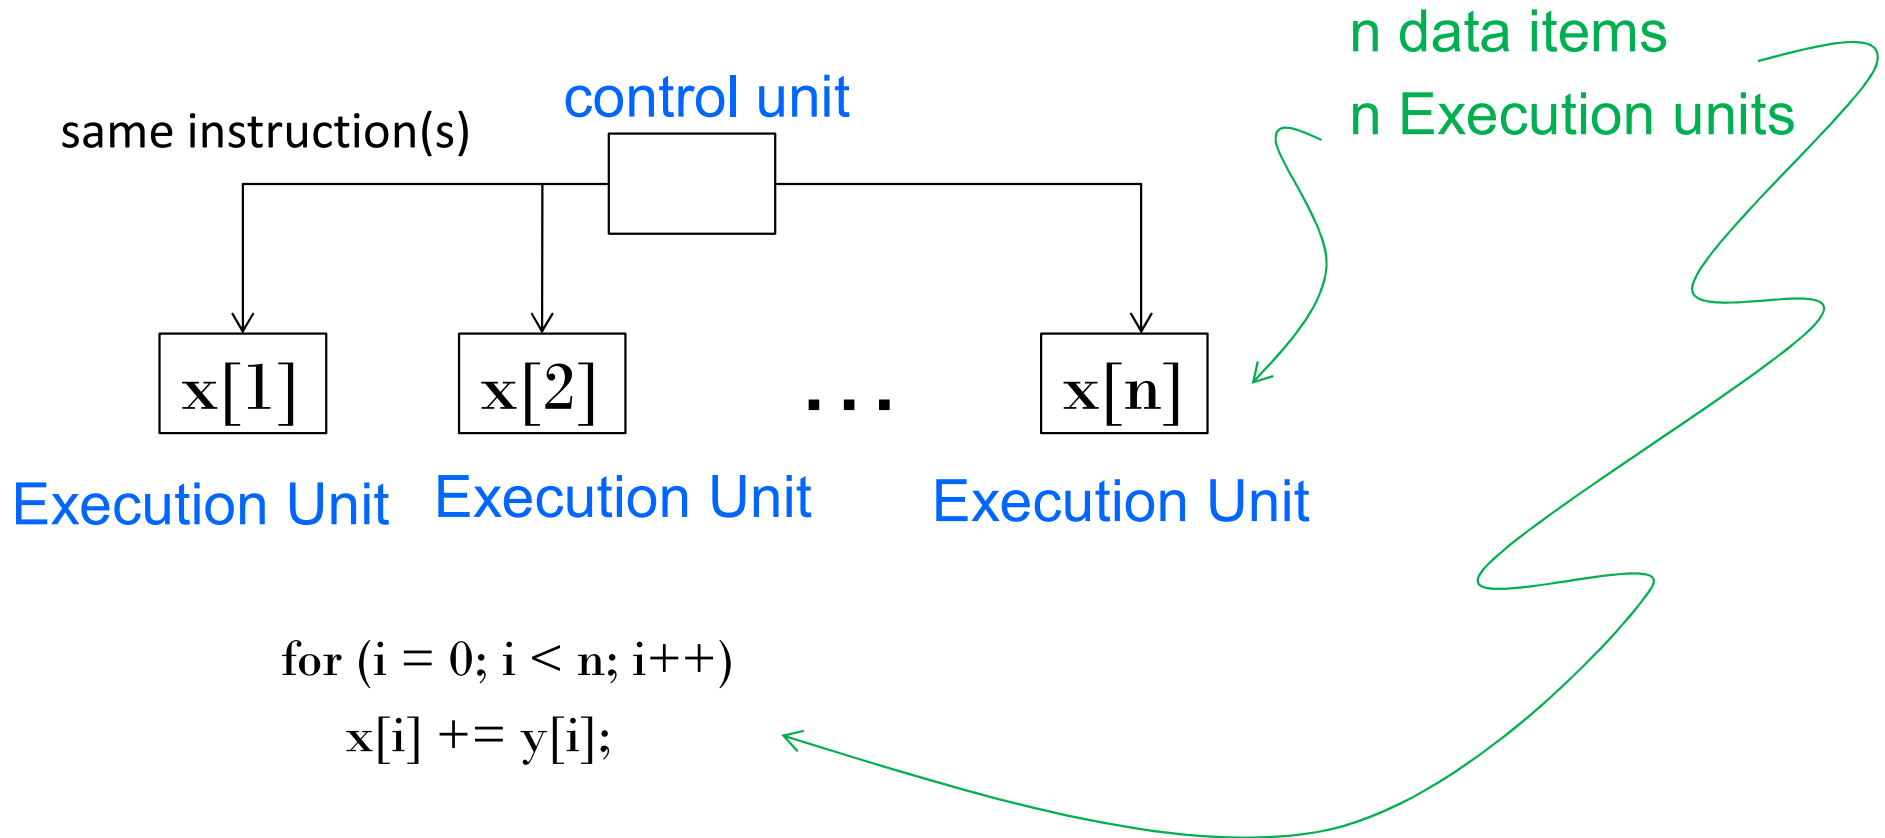 n data items
n Execution units
control unit
same instruction(s)
x[1] x[2] ... x[n]
Execution Unit Execution Unit Execution Unit
for (i = 0; i < n; i++)
x[i] += y[i];